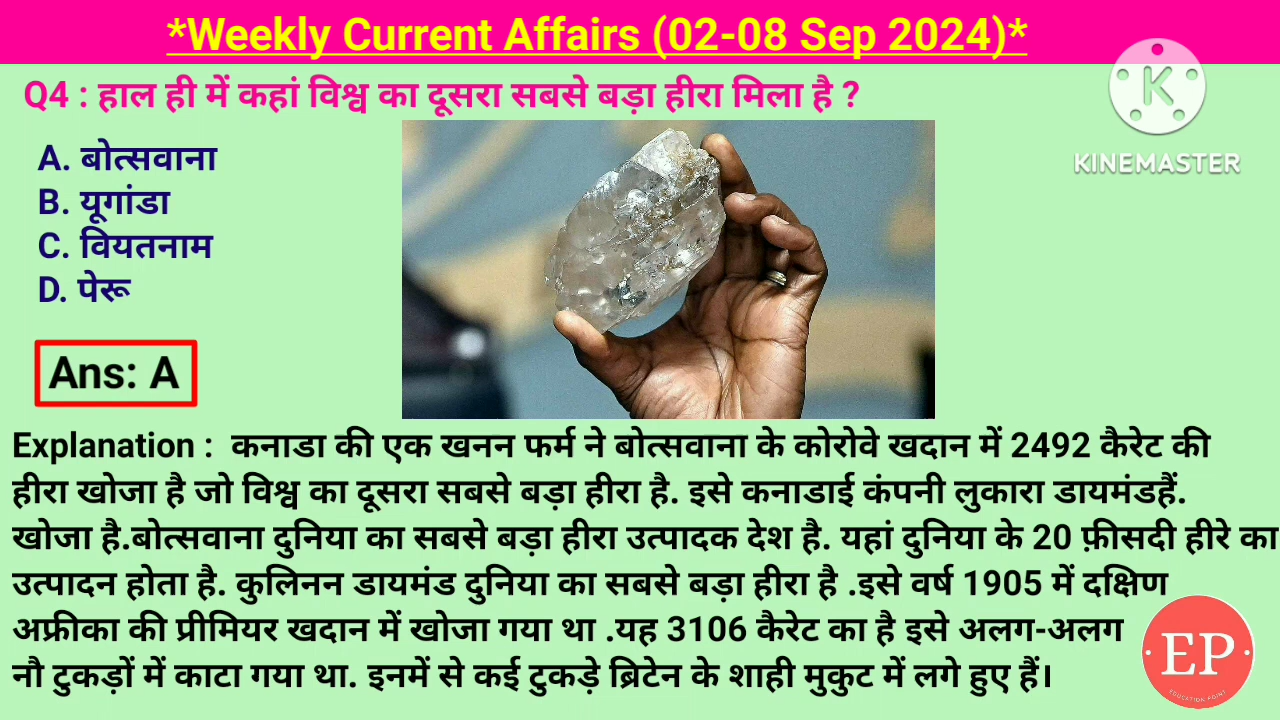 *Weekly Current Affairs (02-08 Sep 2024)*
Q4 : हाल ही में कहां विश्व का दूसरा सबसे बड़ा हीरा मिला है ?
KINEMASTER
A. बोत्सवाना
B. यूगांडा
C. वियतनाम
D. पेरू
Ans: A
Explanation : कनाडा की एक खनन फर्म ने बोत्सवाना के कोरोवे खदान में 2492 कैरेट की
हीरा खोजा है जो विश्व का दूसरा सबसे बड़ा हीरा है. इसे कनाडाई कंपनी लुकारा डायमंडहैं.
खोजा है.बोत्सवाना दुनिया का सबसे बड़ा हीरा उत्पादक देश है. यहां दुनिया के 20 फ़ीसदी हीरे का
उत्पादन होता है. कुलिनन डायमंड दुनिया का सबसे बड़ा हीरा है .इसे वर्ष 1905 में दक्षिण
अफ्रीका की प्रीमियर खदान में खोजा गया था .यह 3106 कैरेट का है इसे अलग-अलग
नौ टुकड़ों में काटा गया था. इनमें से कई टुकड़े ब्रिटेन के शाही मुकुट में लगे हुए हैं।
K
EP
EDUCATION POINT